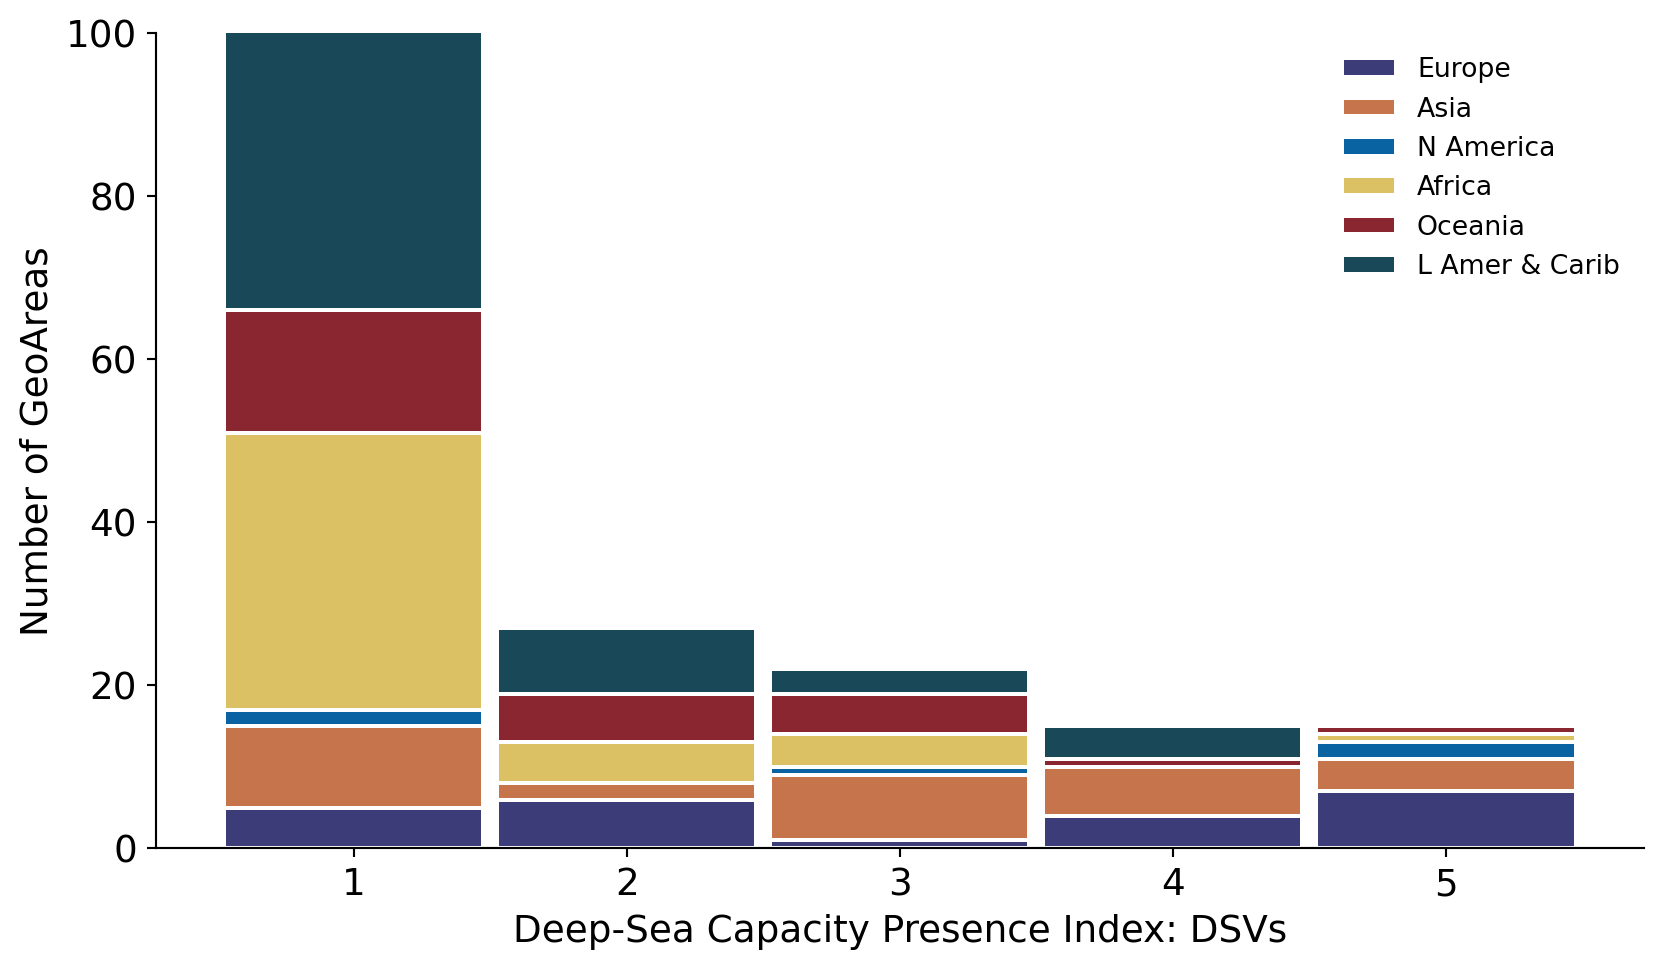 100
80
60
40
20
0
Number of GeoAreas
Europe
Asia
N America
Africa
Oceania
L Amer & Carib
1 2 3 4 5
Deep-Sea Capacity Presence Index: DSVs